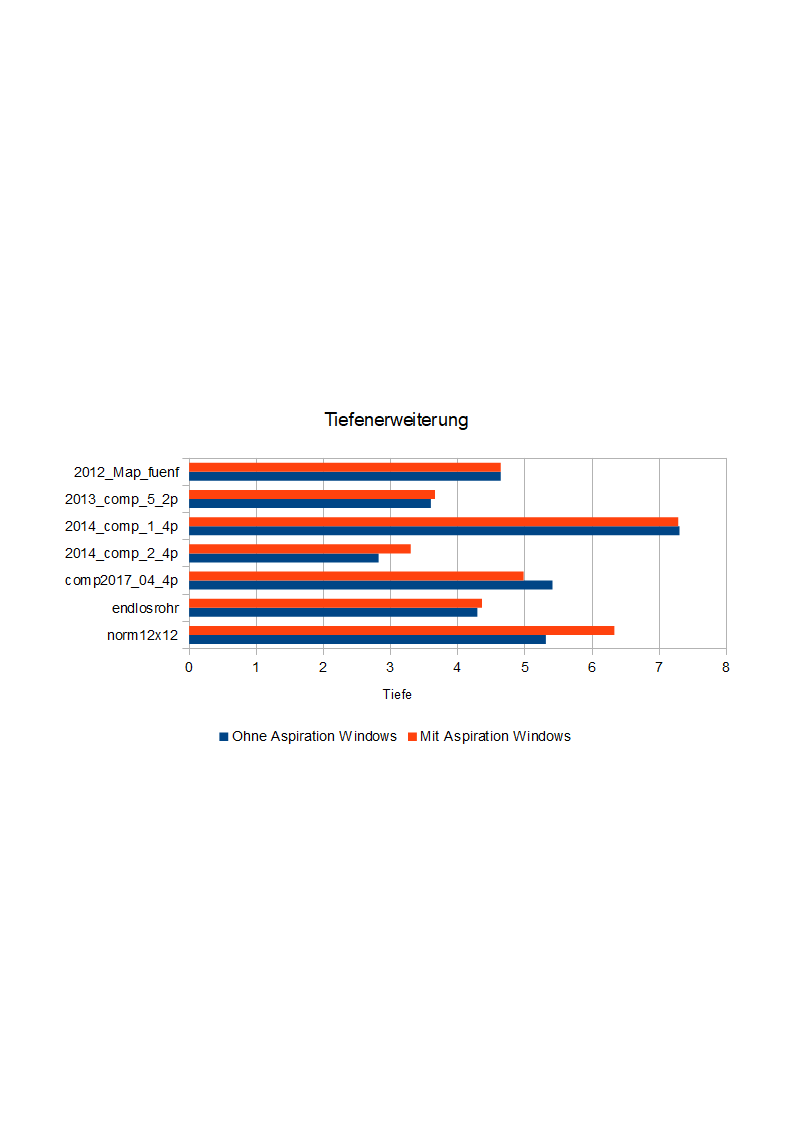 Tiefenerweiterung
2012_Map_fuenf
2013_comp_5_2p
2014_comp_1_4p
2014_comp_2_4p
comp2017_04_4p
endlosrohr
norm12x12
0 1 2 3 4 5 6 7 8
Tiefe
Ohne Aspiration Windows Mit Aspiration Windows